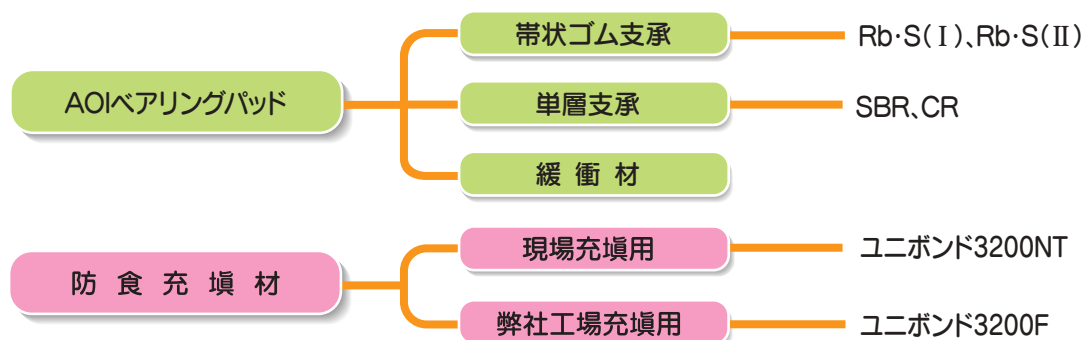 帯状ゴム支承
Rb･S(Ⅰ)､Rb･S(Ⅱ)
AOIベアリングパッド
単層支承
SBR､CR
緩衝材
現場充塡用
ユニボンド3200NT
防食充塡材
弊社工場充塡用
ユニボンド3200F